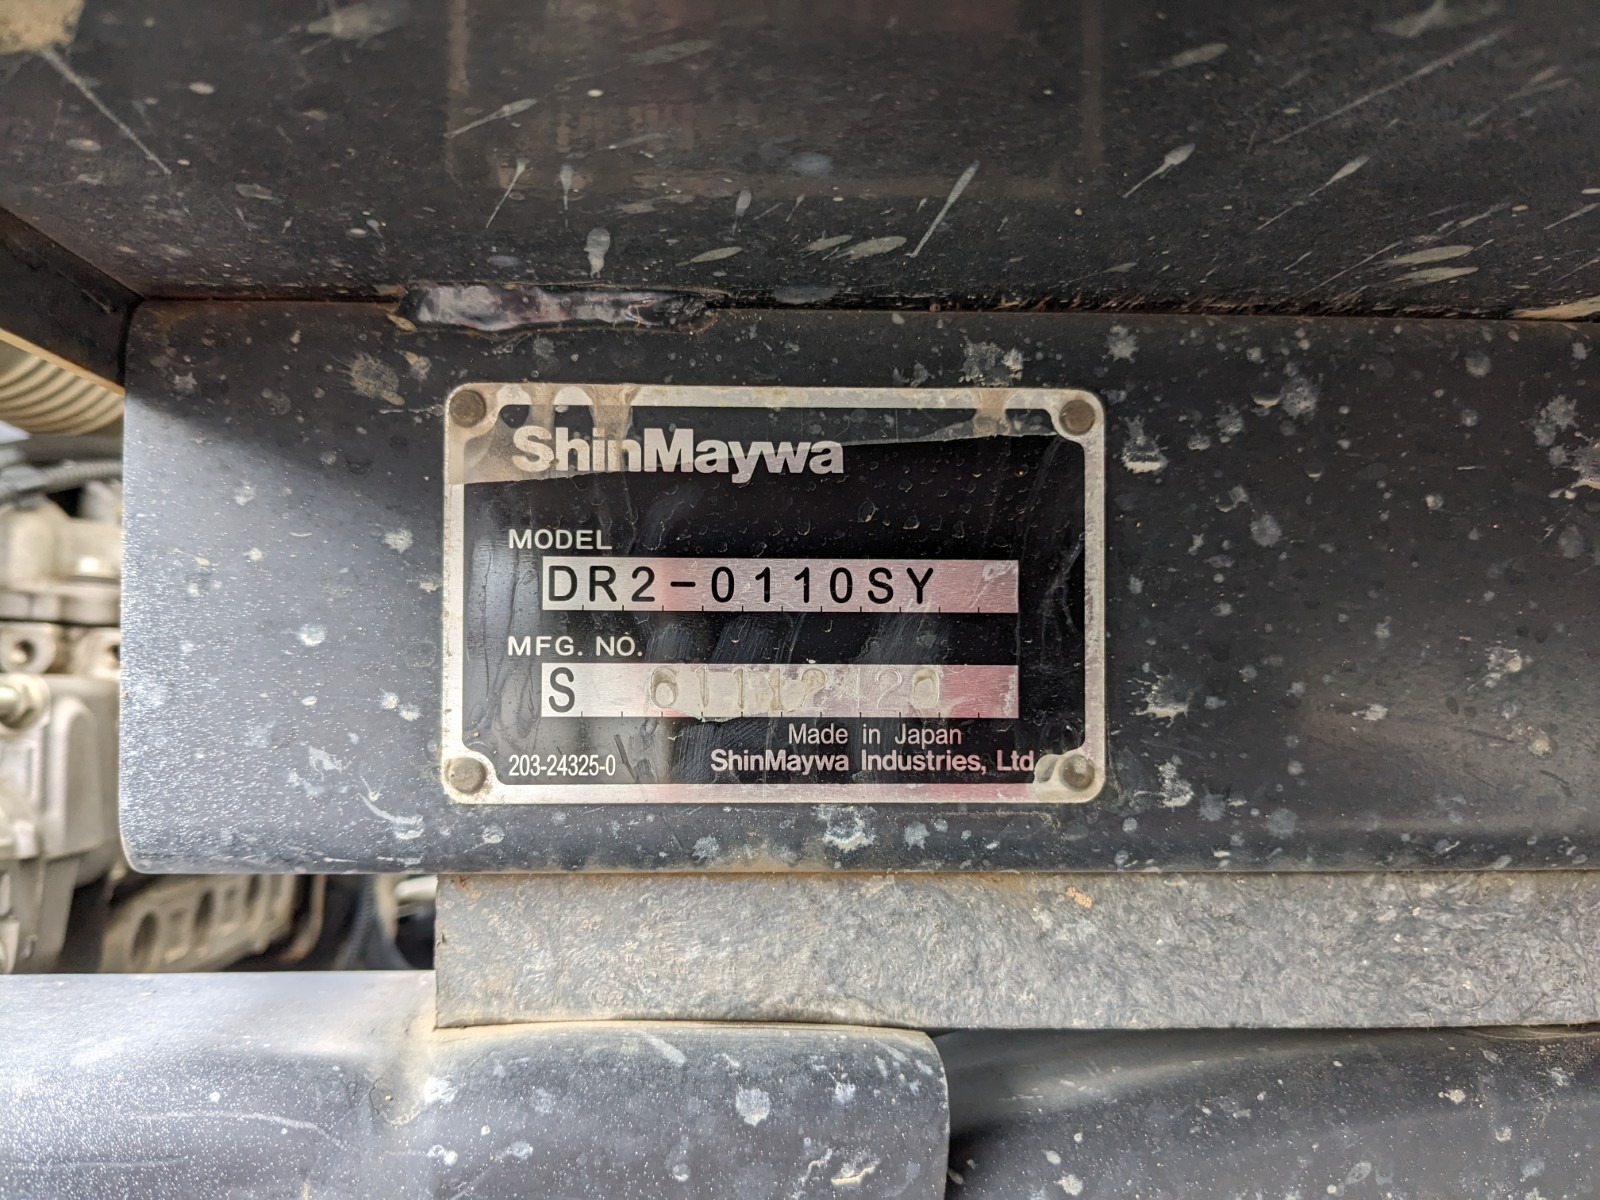 ShinMaywa
MODEL
DR2-0110SY
MFG. NO.
S
Made in Japan
203-24325-0 ShinMaywa Industries, Ltd